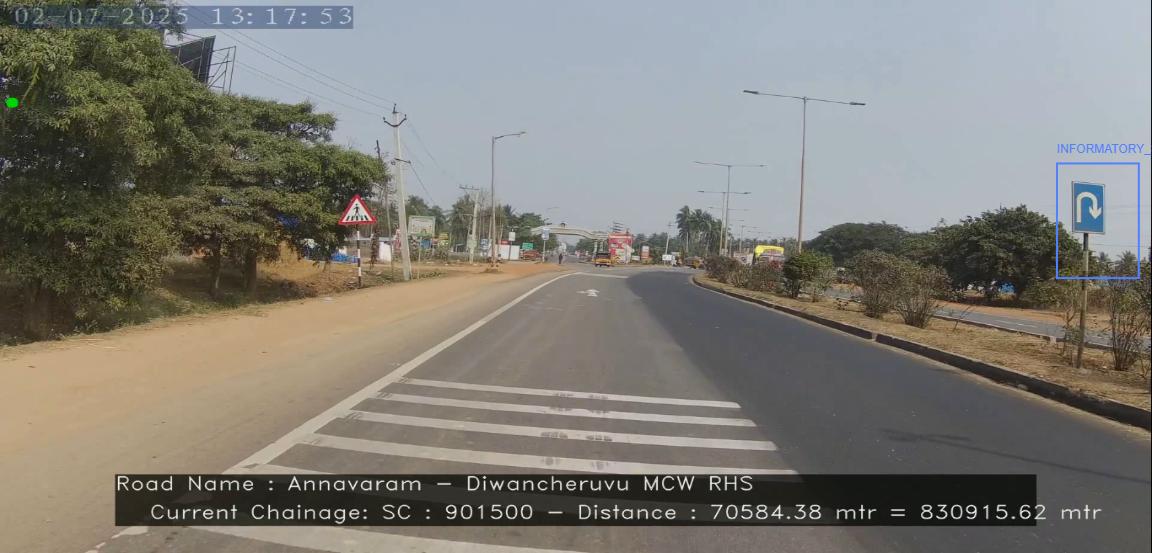 02-07-2025 13:17:53
INFORMATORY_
Road Name : Annavaram - Diwancheruvu MCW RHS
Current Chainage: SC : 901500 - Distance : 70584.38 mtr = 830915.62 mtr